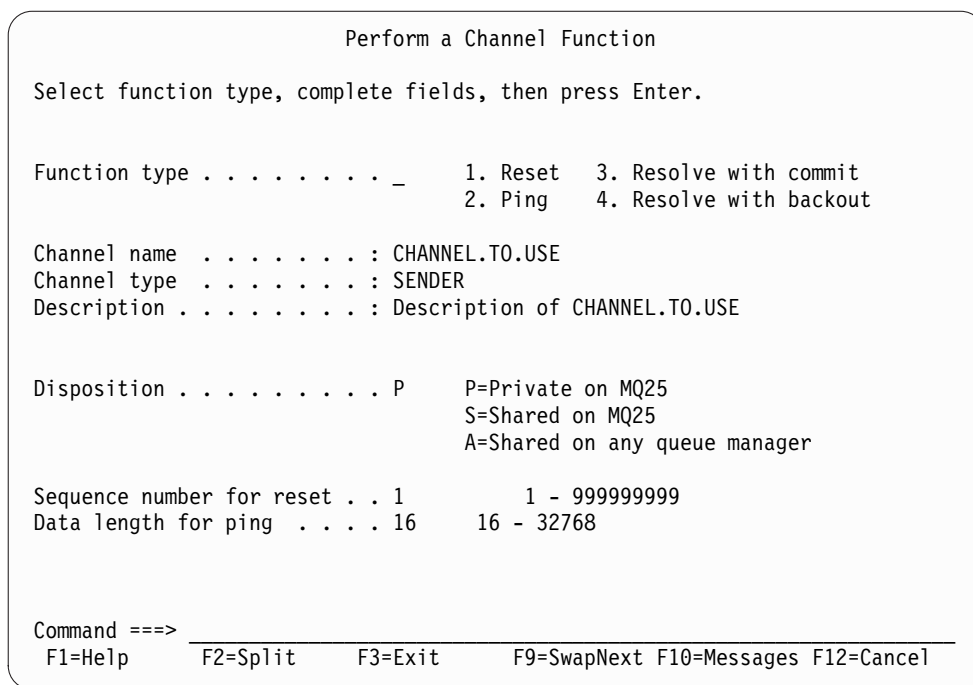 Perform a Channel Function
Select function type, complete fields, then press Enter.
Function type . . . . . . . . _ 1. Reset 3. Resolve with commit
2. Ping 4. Resolve with backout
Channel name . . . . . . . : CHANNEL.TO.USE
Channel type . . . . . . . : SENDER
Description . . . . . . . . : Description of CHANNEL.TO.USE
Disposition . . . . . . . . . P P=Private on MQ25
S=Shared on MQ25
A=Shared on any queue manager
Sequence number for reset . . 1 1 - 999999999
Data length for ping . . . . 16 16 - 32768
Command ===> ________________________________________________________________
F1=Help F2=Split F3=Exit F9=SwapNext F10=Messages F12=Cancel